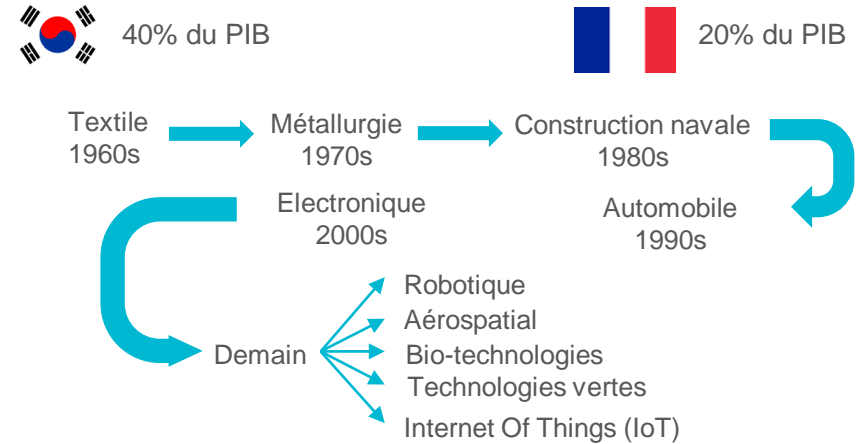 40% du PIB
20% du PIB
Textile
1960s
Métallurgie
1970s
Construction navale
1980s
Automobile
1990s
Electronique
2000s
Demain
Robotique
Aérospatial
Bio-technologies
Technologies vertes
Internet Of Things (IoT)